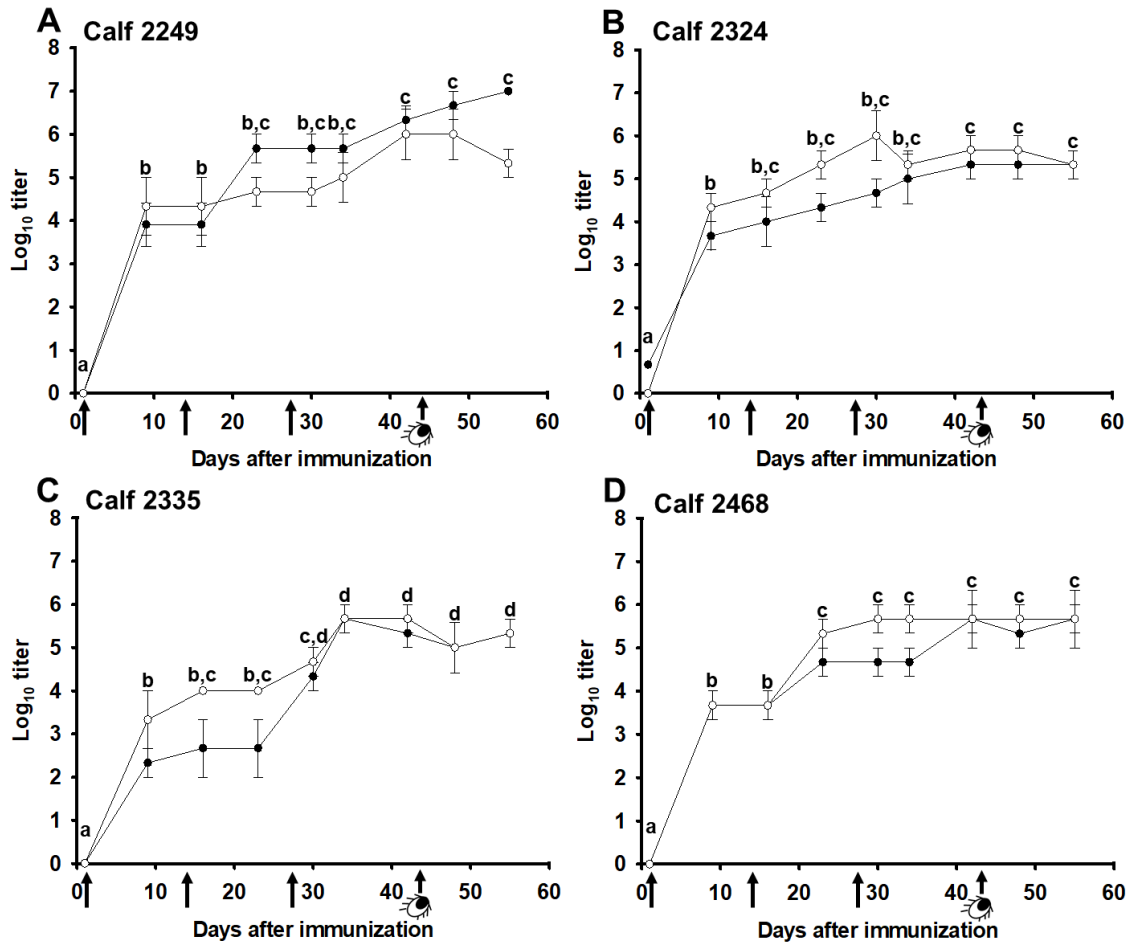 A
Calf 2249
8
7
6
5
4
3
2
1
0
Log10 titer
a
b
b
b,c
b,c
b,c
c
c
c
0 10 20 30 40 50 60
Days after immunization
B
Calf 2324
8
7
6
5
4
3
2
1
0
Log10 titer
a
b
b,c
b,c
b,c
b,c
c
c
c
0 10 20 30 40 50 60
Days after immunization
C
Calf 2335
8
7
6
5
4
3
2
1
0
Log10 titer
a
b
b,c
b,c
c,d
d
d
d
d
0 10 20 30 40 50 60
Days after immunization
D
Calf 2468
8
7
6
5
4
3
2
1
0
Log10 titer
a
b
b
c
c
c
c
c
c
0 10 20 30 40 50 60
Days after immunization